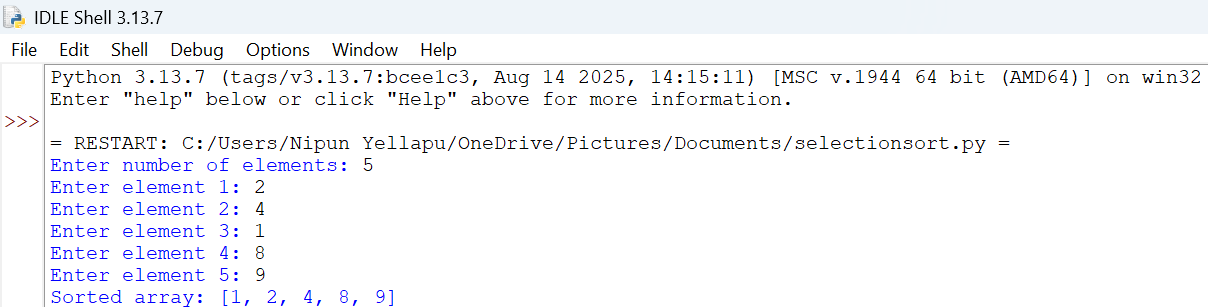 IDLE Shell 3.13.7
File Edit Shell Debug Options Window Help
Python 3.13.7 (tags/v3.13.7:bcee1c3, Aug 14 2025, 14:15:11) [MSC v.1944 64 bit (AMD64)] on win32
Enter "help" below or click "Help" above for more information.
>>>
= RESTART: C:/Users/Nipun Yellapu/OneDrive/Pictures/Documents/selectionsort.py =
Enter number of elements: 5
Enter element 1: 2
Enter element 2: 4
Enter element 3: 1
Enter element 4: 8
Enter element 5: 9
Sorted array: [1, 2, 4, 8, 9]